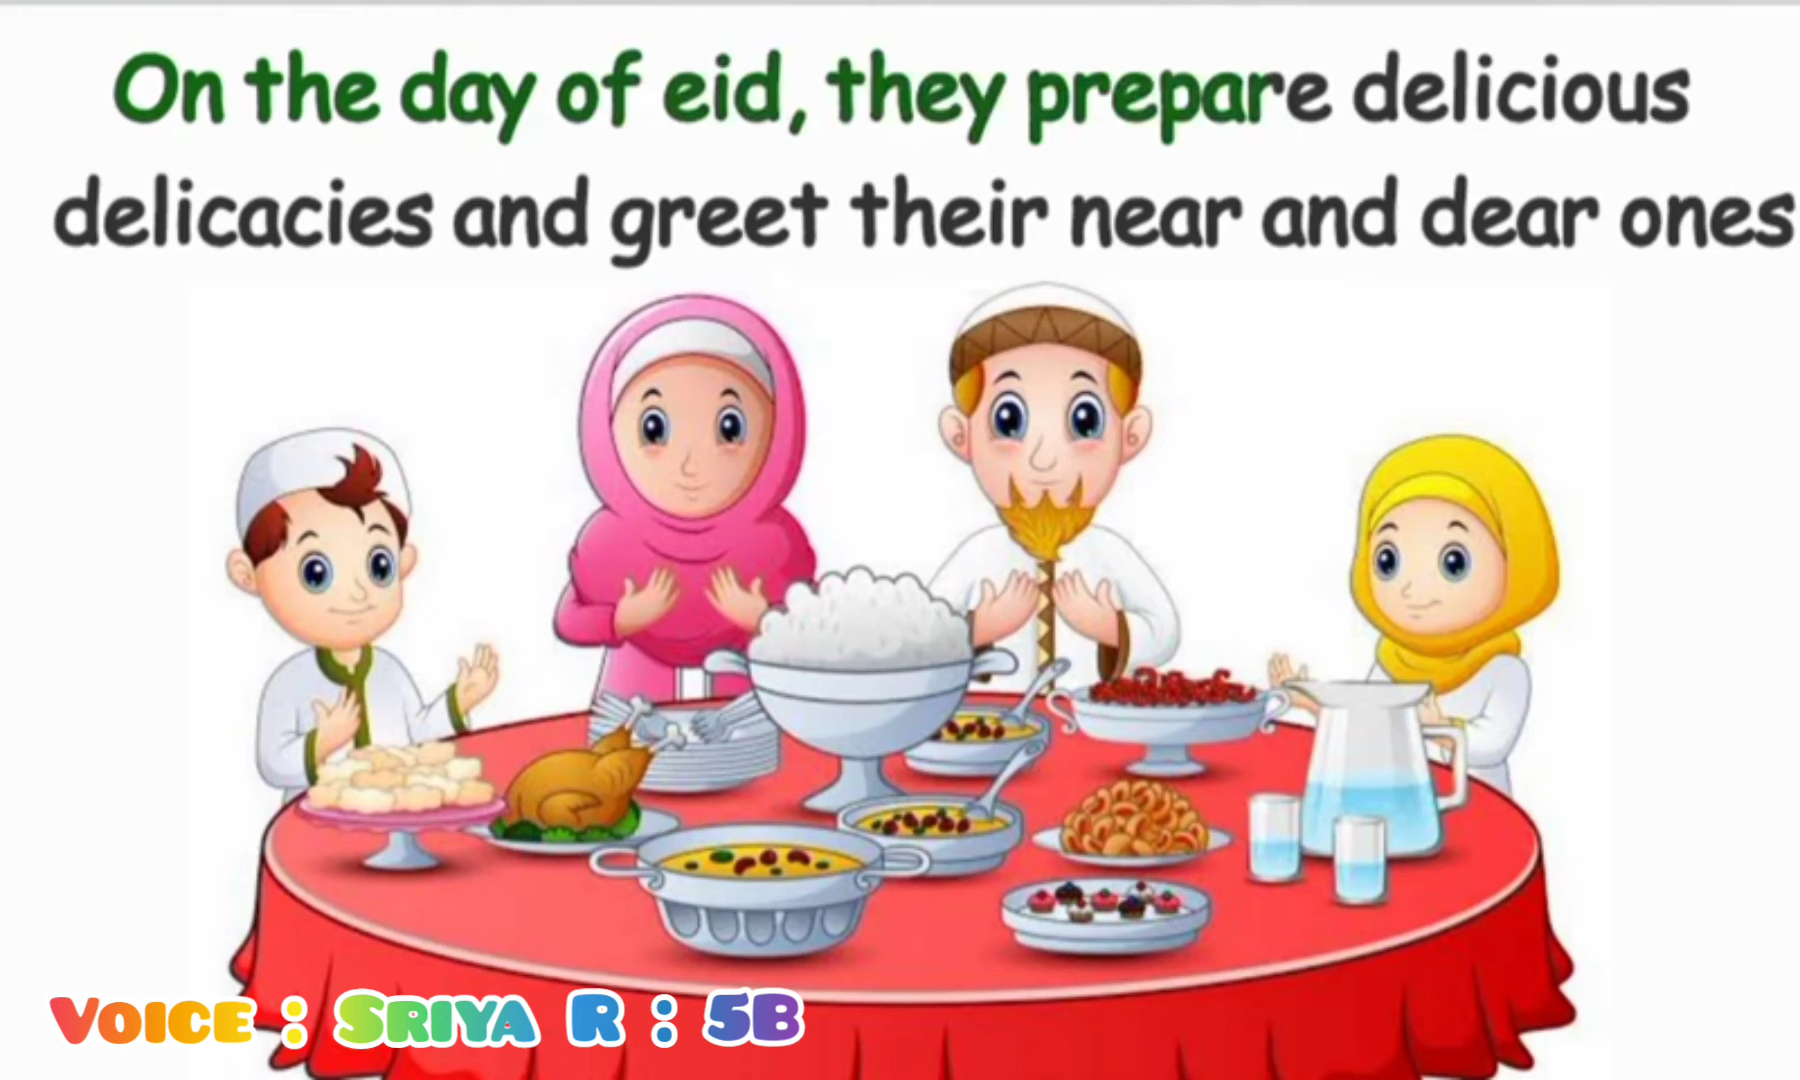 On the day of eid, they prepare delicious
delicacies and greet their near and dear ones
VOICE : SRIYA R : 5B